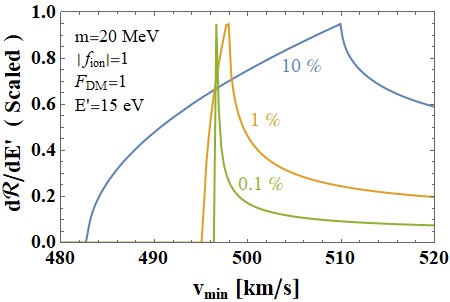 1.0
0.8
0.6
0.4
0.2
0.0
dR/dE' ( Scaled )
m=20 MeV
|f_ion|=1
F_DM=1
E'=15 eV
10 %
1 %
0.1 %
480 490 500 510 520
v_min [km/s]